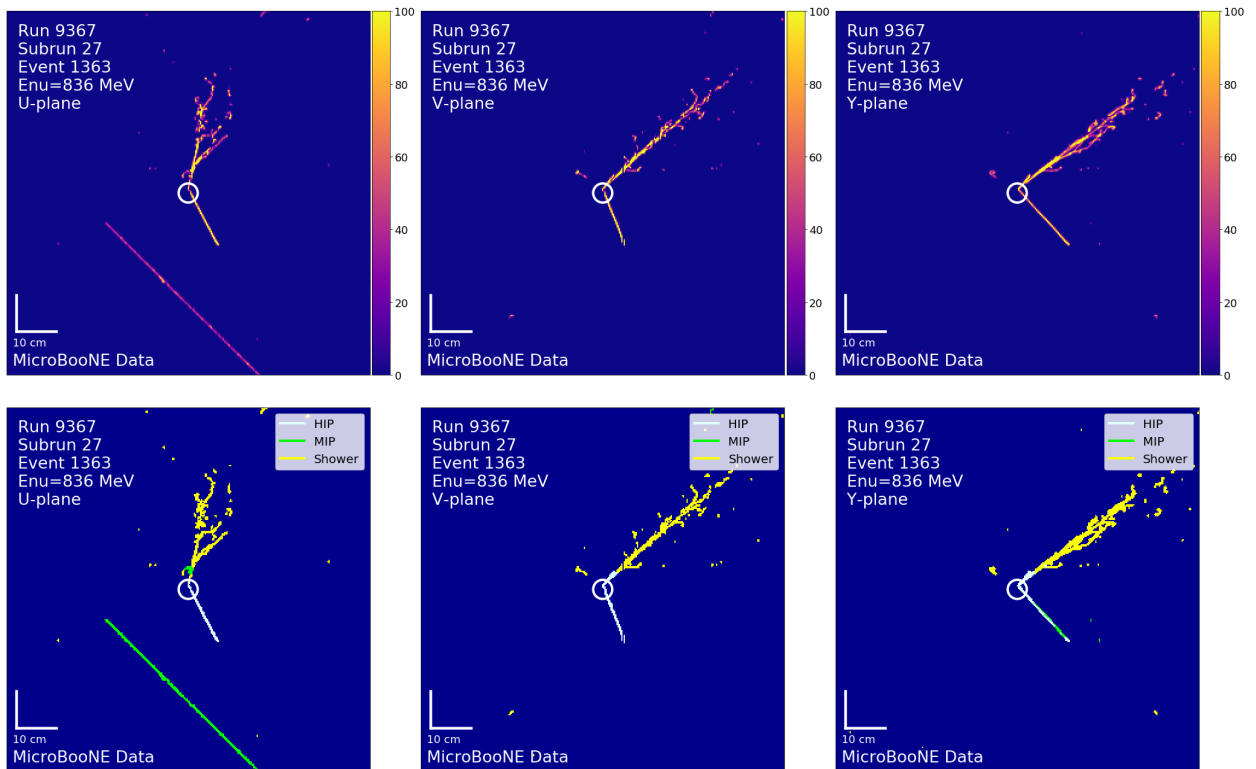 Run 9367
Subrun 27
Event 1363
Enu=836 MeV
U-plane
10 cm
MicroBooNE Data
100
80
60
40
20
0
Run 9367
Subrun 27
Event 1363
Enu=836 MeV
V-plane
10 cm
MicroBooNE Data
100
80
60
40
20
0
Run 9367
Subrun 27
Event 1363
Enu=836 MeV
Y-plane
10 cm
MicroBooNE Data
100
80
60
40
20
0
Run 9367
Subrun 27
Event 1363
Enu=836 MeV
U-plane
HIP
MIP
Shower
10 cm
MicroBooNE Data
Run 9367
Subrun 27
Event 1363
Enu=836 MeV
V-plane
HIP
MIP
Shower
10 cm
MicroBooNE Data
Run 9367
Subrun 27
Event 1363
Enu=836 MeV
Y-plane
HIP
MIP
Shower
10 cm
MicroBooNE Data